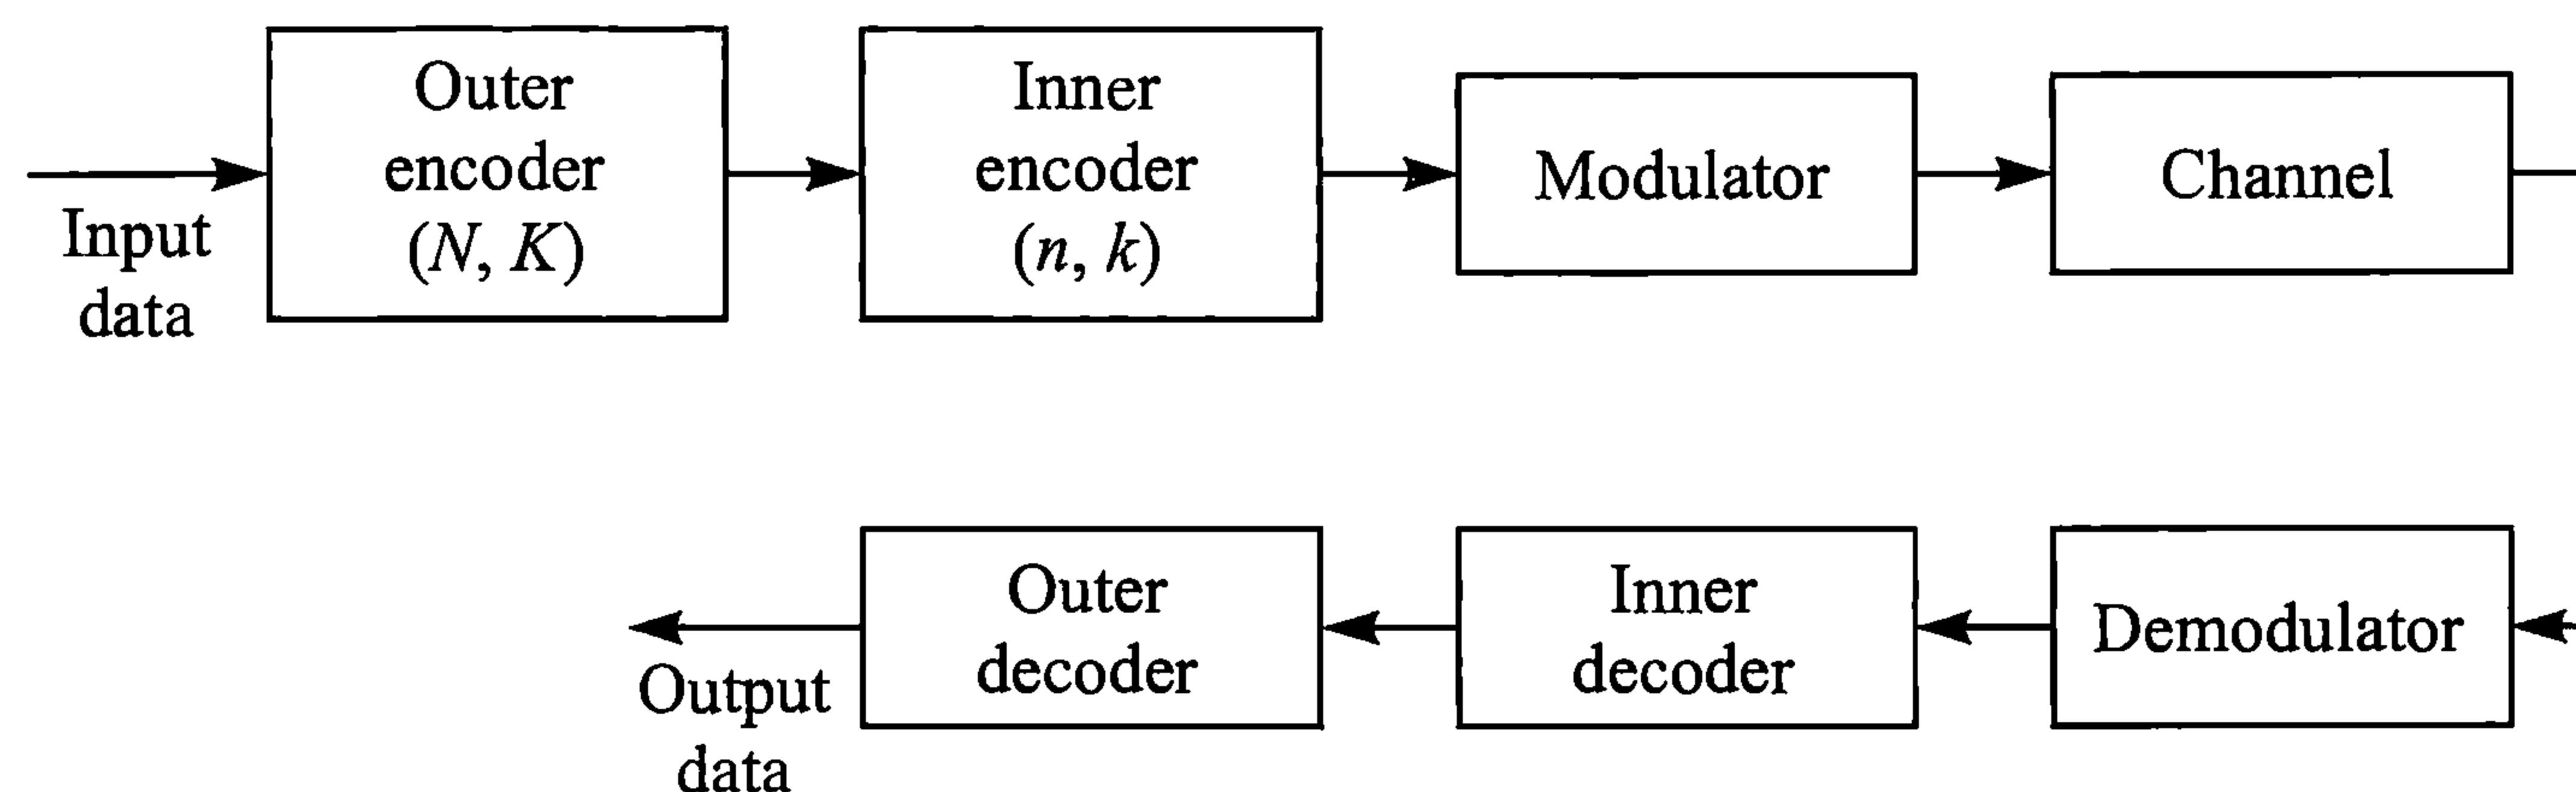 Input
data
Outer
encoder
(N, K)
Inner
encoder
(n, k)
Modulator
Channel
Output
data
Outer
decoder
Inner
decoder
Demodulator